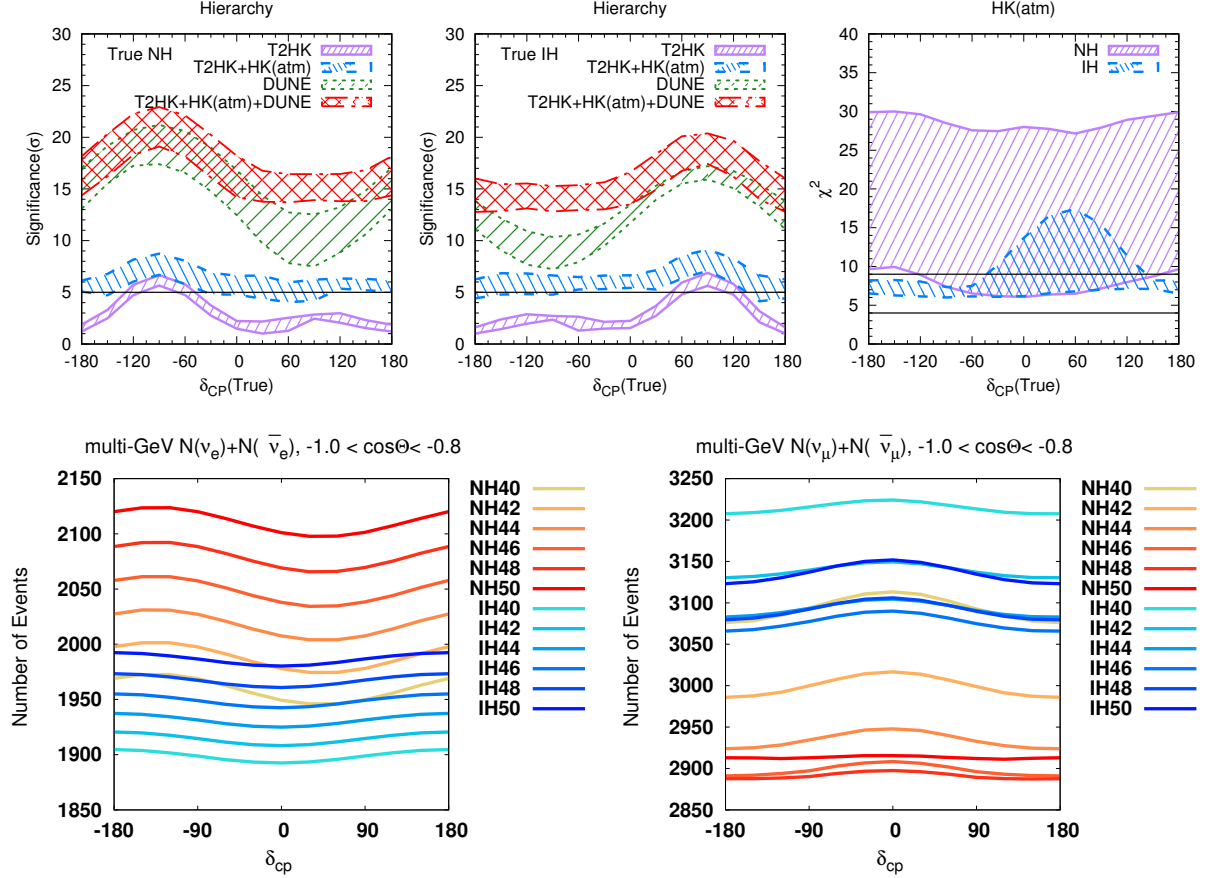 Hierarchy
Significance(σ)
30
25
20
15
10
5
0
-180 -120 -60 0 60 120 180
δCP(True)
True NH
T2HK
T2HK+HK(atm)
DUNE
T2HK+HK(atm)+DUNE
Hierarchy
Significance(σ)
30
25
20
15
10
5
0
-180 -120 -60 0 60 120 180
δCP(True)
True IH
T2HK
T2HK+HK(atm)
DUNE
T2HK+HK(atm)+DUNE
HK(atm)
χ²
40
35
30
25
20
15
10
5
0
-180 -120 -60 0 60 120 180
δCP(True)
NH
IH
multi-GeV N(νe)+N( ν̅e), -1.0 < cosΘ< -0.8
Number of Events
2150
2100
2050
2000
1950
1900
1850
-180 -90 0 90 180
δcp
NH40
NH42
NH44
NH46
NH48
NH50
IH40
IH42
IH44
IH46
IH48
IH50
multi-GeV N(νμ)+N( ν̅μ), -1.0 < cosΘ< -0.8
Number of Events
3250
3200
3150
3100
3050
3000
2950
2900
2850
-180 -90 0 90 180
δcp
NH40
NH42
NH44
NH46
NH48
NH50
IH40
IH42
IH44
IH46
IH48
IH50